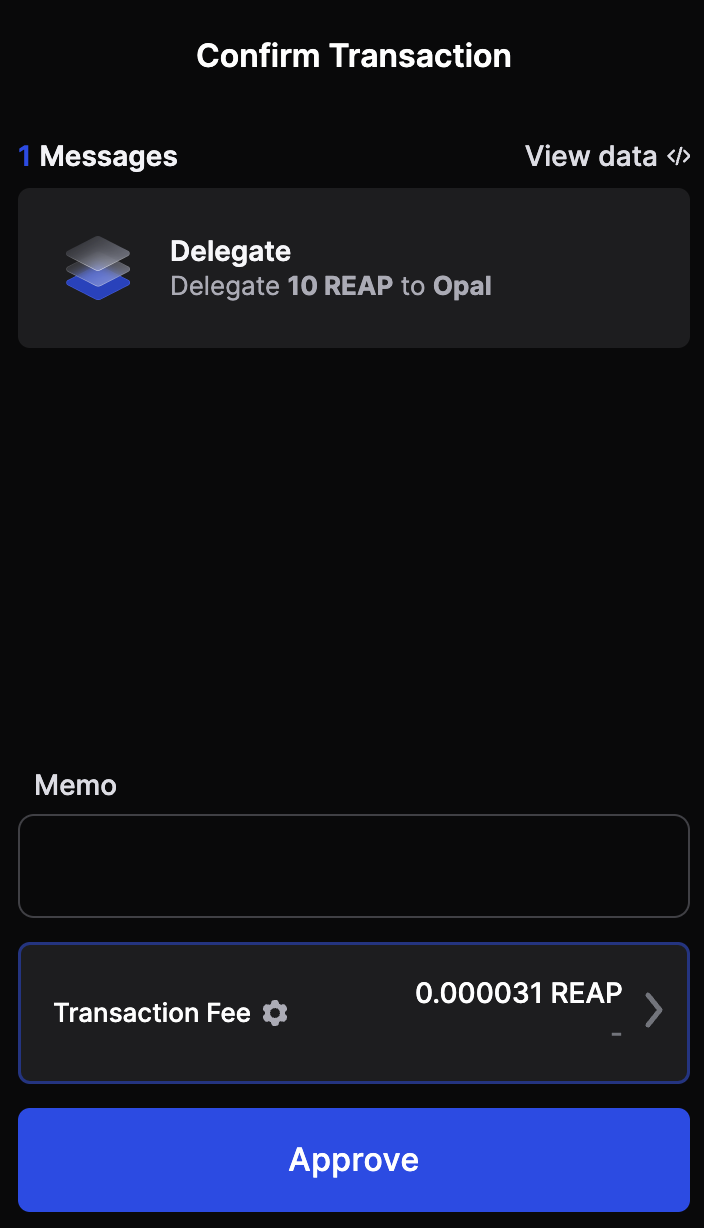 Confirm Transaction
1 Messages
View data </>
Delegate
Delegate 10 REAP to Opal
Memo
Transaction Fee
0.000031 REAP
-
Approve